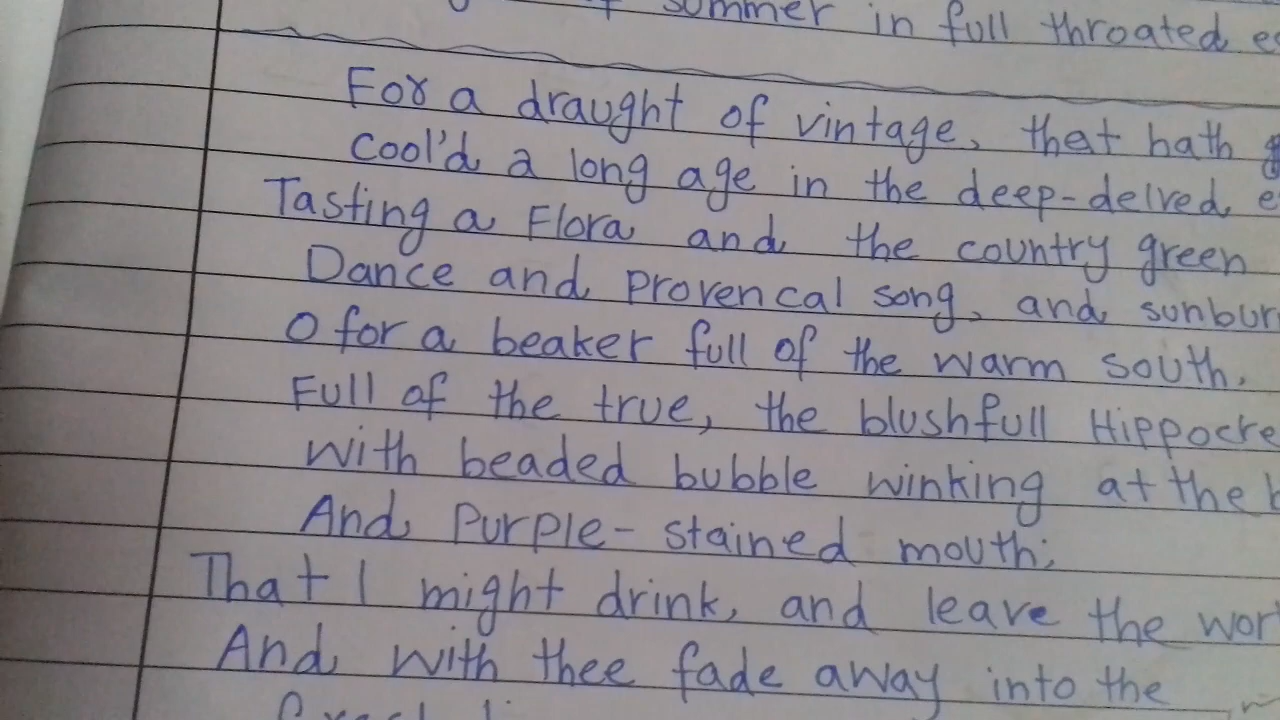 summer in full throated
For a draught of vintage, that hath
cool'd a long age in the deep-delved
Tasting a Flora and the country green
Dance and provencal song, and sunbur
O for a beaker full of the warm south.
Full of the true, the blushfull Hippocre
With beaded bubble winking at the b
And purple-stained mouth;
That I might drink, and leave the wor
And with thee fade away into the